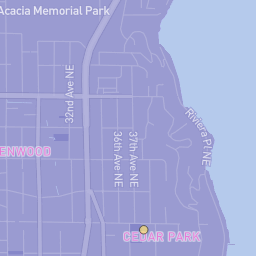 Acacia Memorial Park
32nd Ave NE
Riviera Pl NE
36th Ave NE
37th Ave NE
ENWOOD
CEDAR PARK